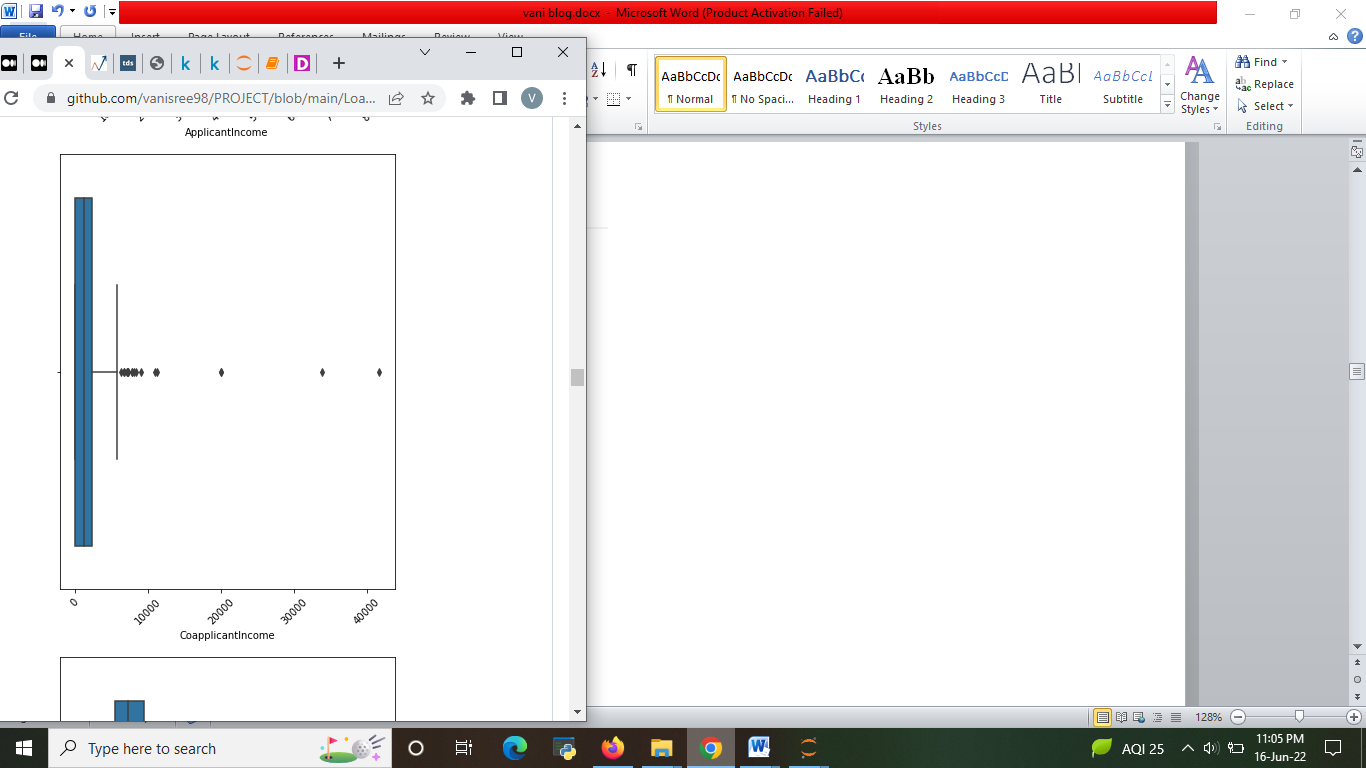 vani blog.docx - Microsoft Word (Product Activation Failed)
File Home Insert Page Layout References Mailings Review View
tds k k D
github.com/vanisree98/PROJECT/blob/main/Loa...
V
A
Z
¶
AaBbCcDc AaBbCcDc AaBbCc AaBb AaBbCcD AaBb AaBbCcL
¶ Normal ¶ No Spaci... Heading 1 Heading 2 Heading 3 Title Subtitle
Change
Styles
Find
Replace
Select
Styles
Editing
ApplicantIncome
0 10000 20000 30000 40000
CoapplicantIncome
128%
Type here to search
AQI 25
11:05 PM
16-Jun-22